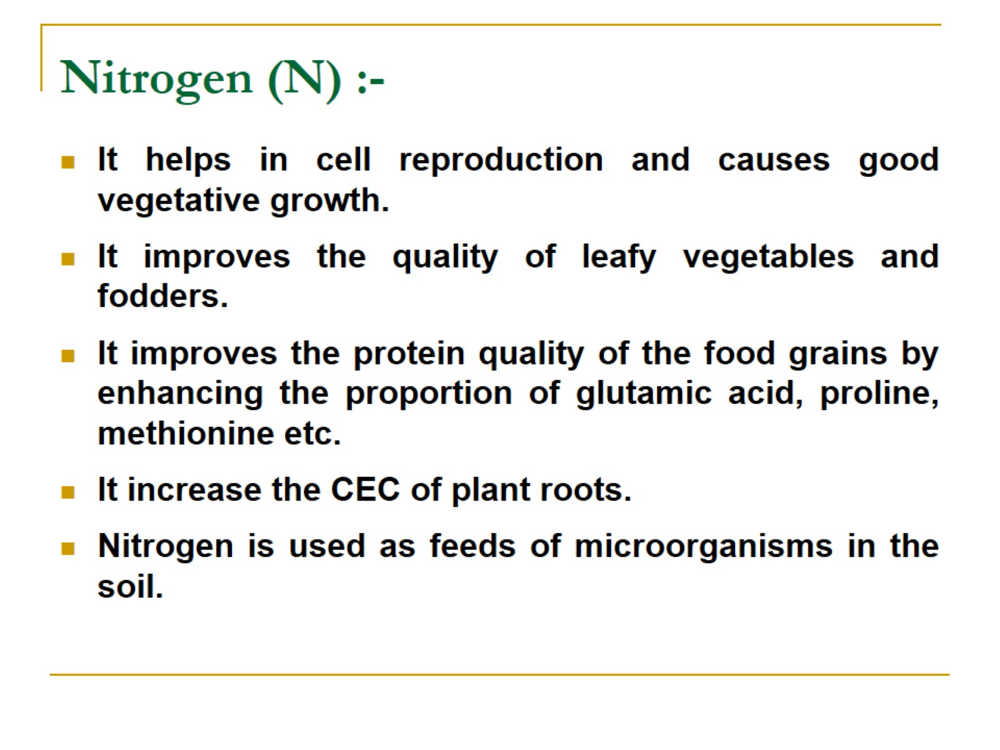 Nitrogen (N) :-
It helps in cell reproduction and causes good
vegetative growth.
It improves the quality of leafy vegetables and
fodders.
It improves the protein quality of the food grains by
enhancing the proportion of glutamic acid, proline,
methionine etc.
It increase the CEC of plant roots.
Nitrogen is used as feeds of microorganisms in the
soil.